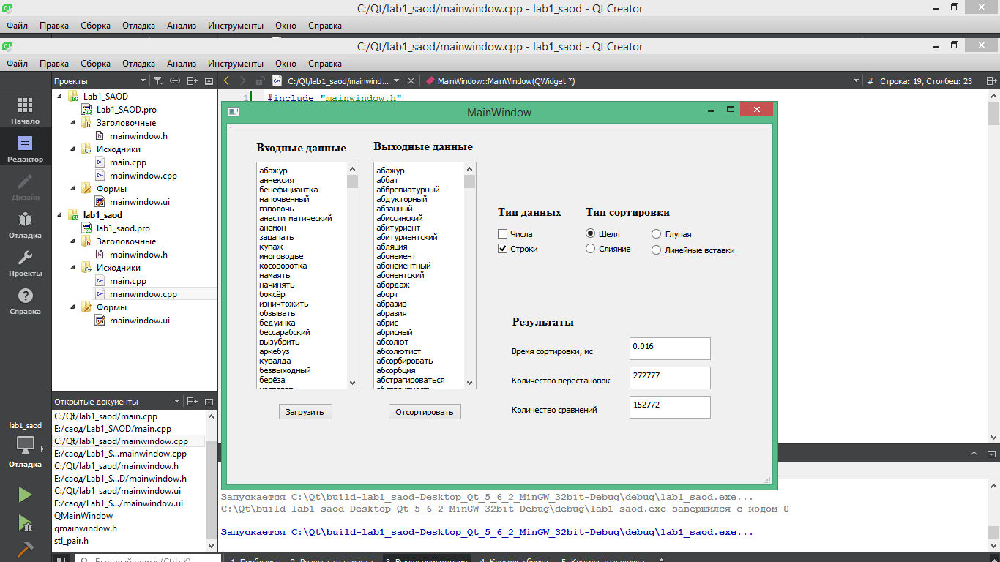 C:/Qt/lab1_saod/mainwindow.cpp - lab1_saod - Qt Creator
Файл Правка Сборка Отладка Анализ Инструменты Окно Справка
C:/Qt/lab1_saod/mainwindow.cpp - lab1_saod - Qt Creator
Файл Правка Сборка Отладка Анализ Инструменты Окно Справка
Проекты
C:/Qt/lab1_saod/mainwind...
MainWindow::MainWindow(QWidget *)
# Строка: 19, Столбец: 23
Начало
Редактор
Дизайн
Отладка
Проекты
Справка
Lab1_SAOD
Lab1_SAOD.pro
Заголовочные
mainwindow.h
Исходники
main.cpp
mainwindow.cpp
Формы
mainwindow.ui
lab1_saod
lab1_saod.pro
Заголовочные
mainwindow.h
Исходники
main.cpp
mainwindow.cpp
Формы
mainwindow.ui
Открытые документы
C:/Qt/lab1_saod/main.cpp
E:/саод/Lab1_SAOD/main.cpp
C:/Qt/lab1_saod/mainwindow.cpp
E:/саод/Lab1_S...mainwindow.cpp
C:/Qt/lab1_saod/mainwindow.h
E:/саод/Lab1_S...D/mainwindow.h
C:/Qt/lab1_saod/mainwindow.ui
E:/саод/Lab1_S.../mainwindow.ui
QMainWindow
qmainwindow.h
stl_pair.h
lab1_saod
Отладка
1 #include "mainwindow.h"
MainWindow
Входные данные
абажур
аннексия
бенефициантка
напочвенный
взволочь
анастигматический
анемон
зацапать
купаж
многоводье
косоворотка
намаять
начинять
боксёр
изничтожить
обзывать
бедуинка
бессарабский
вызубрить
аркебуз
кувалда
безвыходный
берёза
Загрузить
Выходные данные
абажур
аббат
аббревиатурный
абдукторный
абзацный
абиссинский
абитуриент
абитуриентский
абляция
абонемент
абонементный
абонентский
абордаж
аборт
абразив
абразия
абрис
абрисный
абсолют
абсолютист
абсорбировать
абсорбция
абстрагироваться
Отсортировать
Тип данных
Числа
Строки
Тип сортировки
Шелл Глупая
Слияние Линейные вставки
Результаты
Время сортировки, мс 0.016
Количество перестановок 272777
Количество сравнений 152772
Запускается C:\Qt\build-lab1_saod-Desktop_Qt_5_6_2_MinGW_32bit-Debug\debug\lab1_saod.exe...
C:\Qt\build-lab1_saod-Desktop_Qt_5_6_2_MinGW_32bit-Debug\debug\lab1_saod.exe завершился с кодом 0
Запускается C:\Qt\build-lab1_saod-Desktop_Qt_5_6_2_MinGW_32bit-Debug\debug\lab1_saod.exe...
Быстрый поиск (Ctrl+K)
1 Проблемы 2 Результаты поиска 3 Вывод приложения 4 Консоль сборки 5 Консоль отладчика